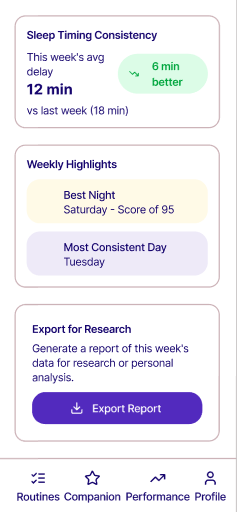 Sleep Timing Consistency
This week's avg
delay
12 min
6 min
better
vs last week (18 min)
Weekly Highlights
Best Night
Saturday - Score of 95
Most Consistent Day
Tuesday
Export for Research
Generate a report of this week's
data for research or personal
analysis.
Export Report
Routines Companion Performance Profile